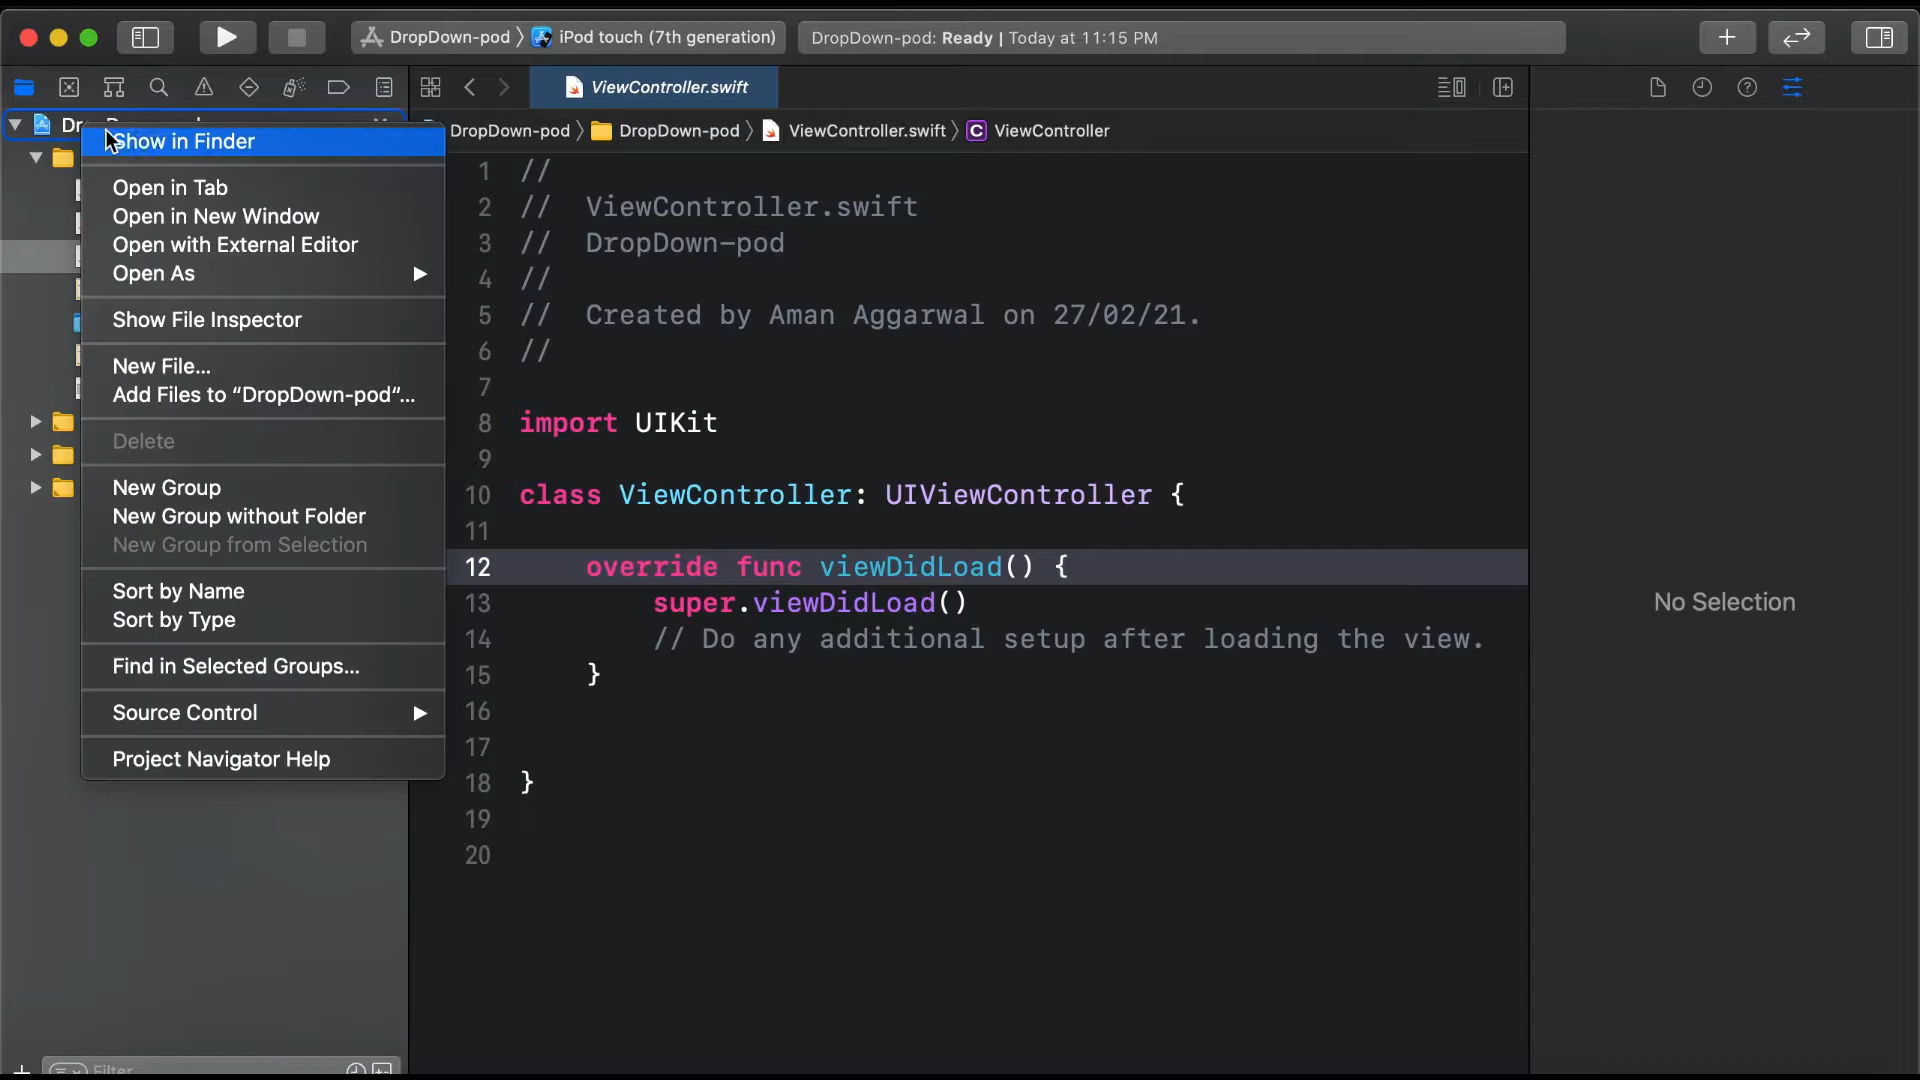 DropDown-pod 〉 iPod touch (7th generation)
DropDown-pod: Ready | Today at 11:15 PM
ViewController.swift
DropDown-pod 〉 DropDown-pod 〉 ViewController.swift 〉 C ViewController
Show in Finder
Open in Tab
Open in New Window
Open with External Editor
Open As
Show File Inspector
New File...
Add Files to “DropDown-pod”...
Delete
New Group
New Group without Folder
New Group from Selection
Sort by Name
Sort by Type
Find in Selected Groups...
Source Control
Project Navigator Help
Filter
1 //
2 //  ViewController.swift
3 //  DropDown-pod
4 //
5 //  Created by Aman Aggarwal on 27/02/21.
6 //
7
8 import UIKit
9
10 class ViewController: UIViewController {
11
12     override func viewDidLoad() {
13         super.viewDidLoad()
14         // Do any additional setup after loading the view.
15     }
16
17
18 }
19
20
No Selection